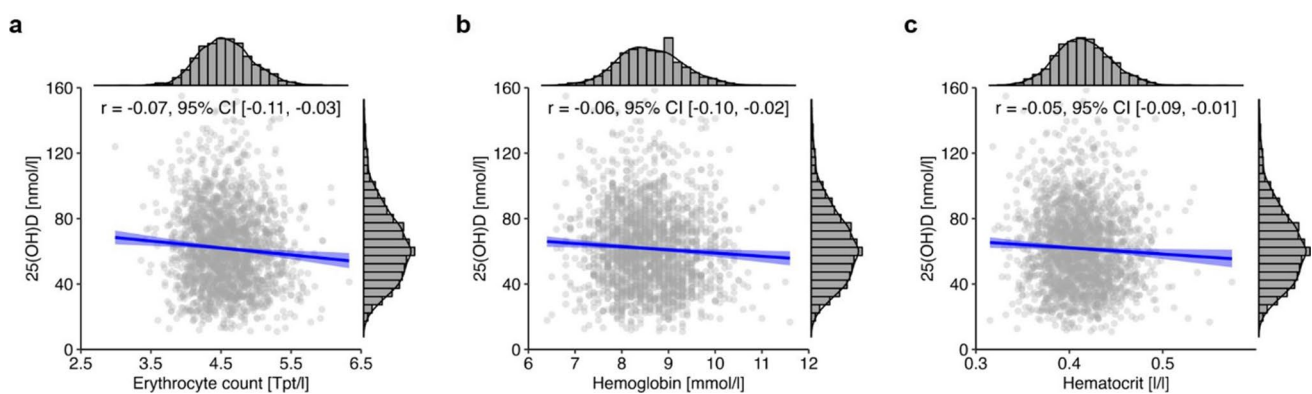 a
r = -0.07, 95% CI [-0.11, -0.03]
25(OH)D [nmol/l]
160
120
80
40
0
2.5 3.5 4.5 5.5 6.5
Erythrocyte count [Tpt/l]
b
r = -0.06, 95% CI [-0.10, -0.02]
25(OH)D [nmol/l]
160
120
80
40
0
6 7 8 9 10 11 12
Hemoglobin [mmol/l]
c
r = -0.05, 95% CI [-0.09, -0.01]
25(OH)D [nmol/l]
160
120
80
40
0
0.3 0.4 0.5
Hematocrit [l/l]